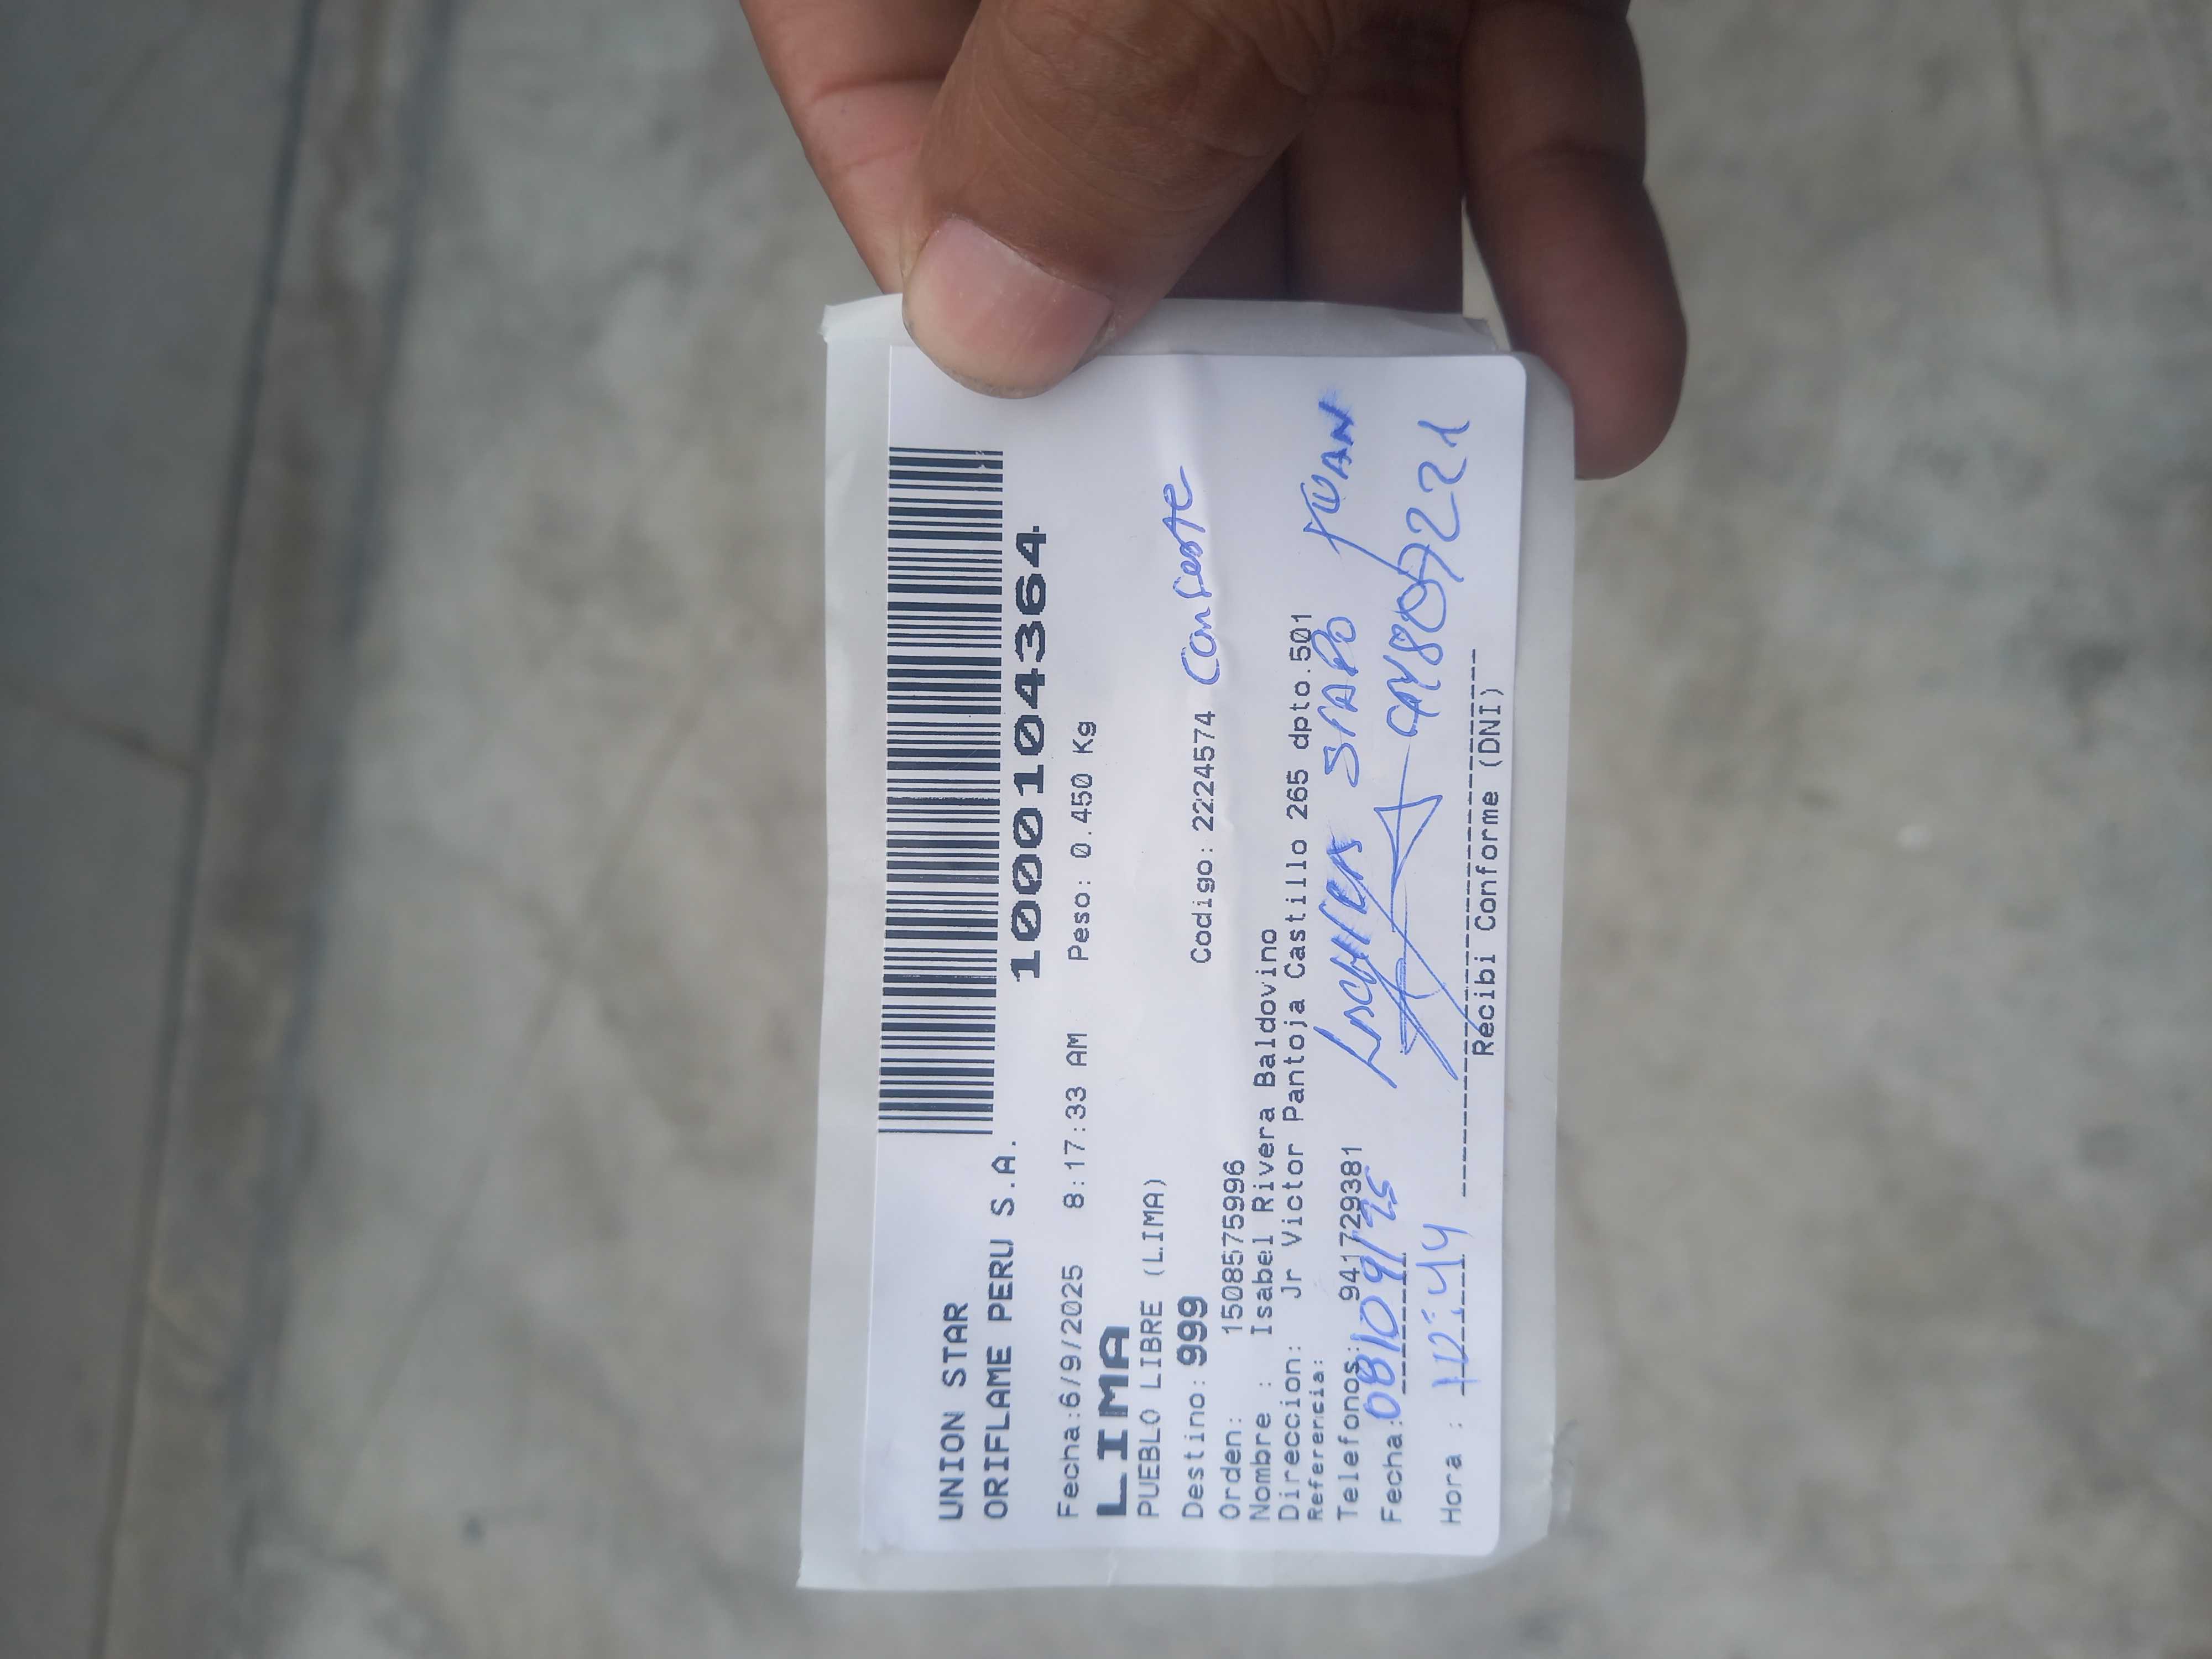 UNION STAR
ORIFLAME PERU S.A.
1000104364
Fecha:6/9/2025 8:17:33 AM Peso: 0.450 Kg
LIMA
PUEBLO LIBRE (LIMA)
Destino: 999
Codigo: 2224574 Conserje
Orden: 1508575996
Nombre : Isabel Rivera Baldovino
Direccion: Jr Victor Pantoja Castillo 265 dpto.501
Referencia:
Telefonos: 941729381
JUAN
Fecha: 08/09/25
Hora : 12:44
Recibi Conforme (DNI)